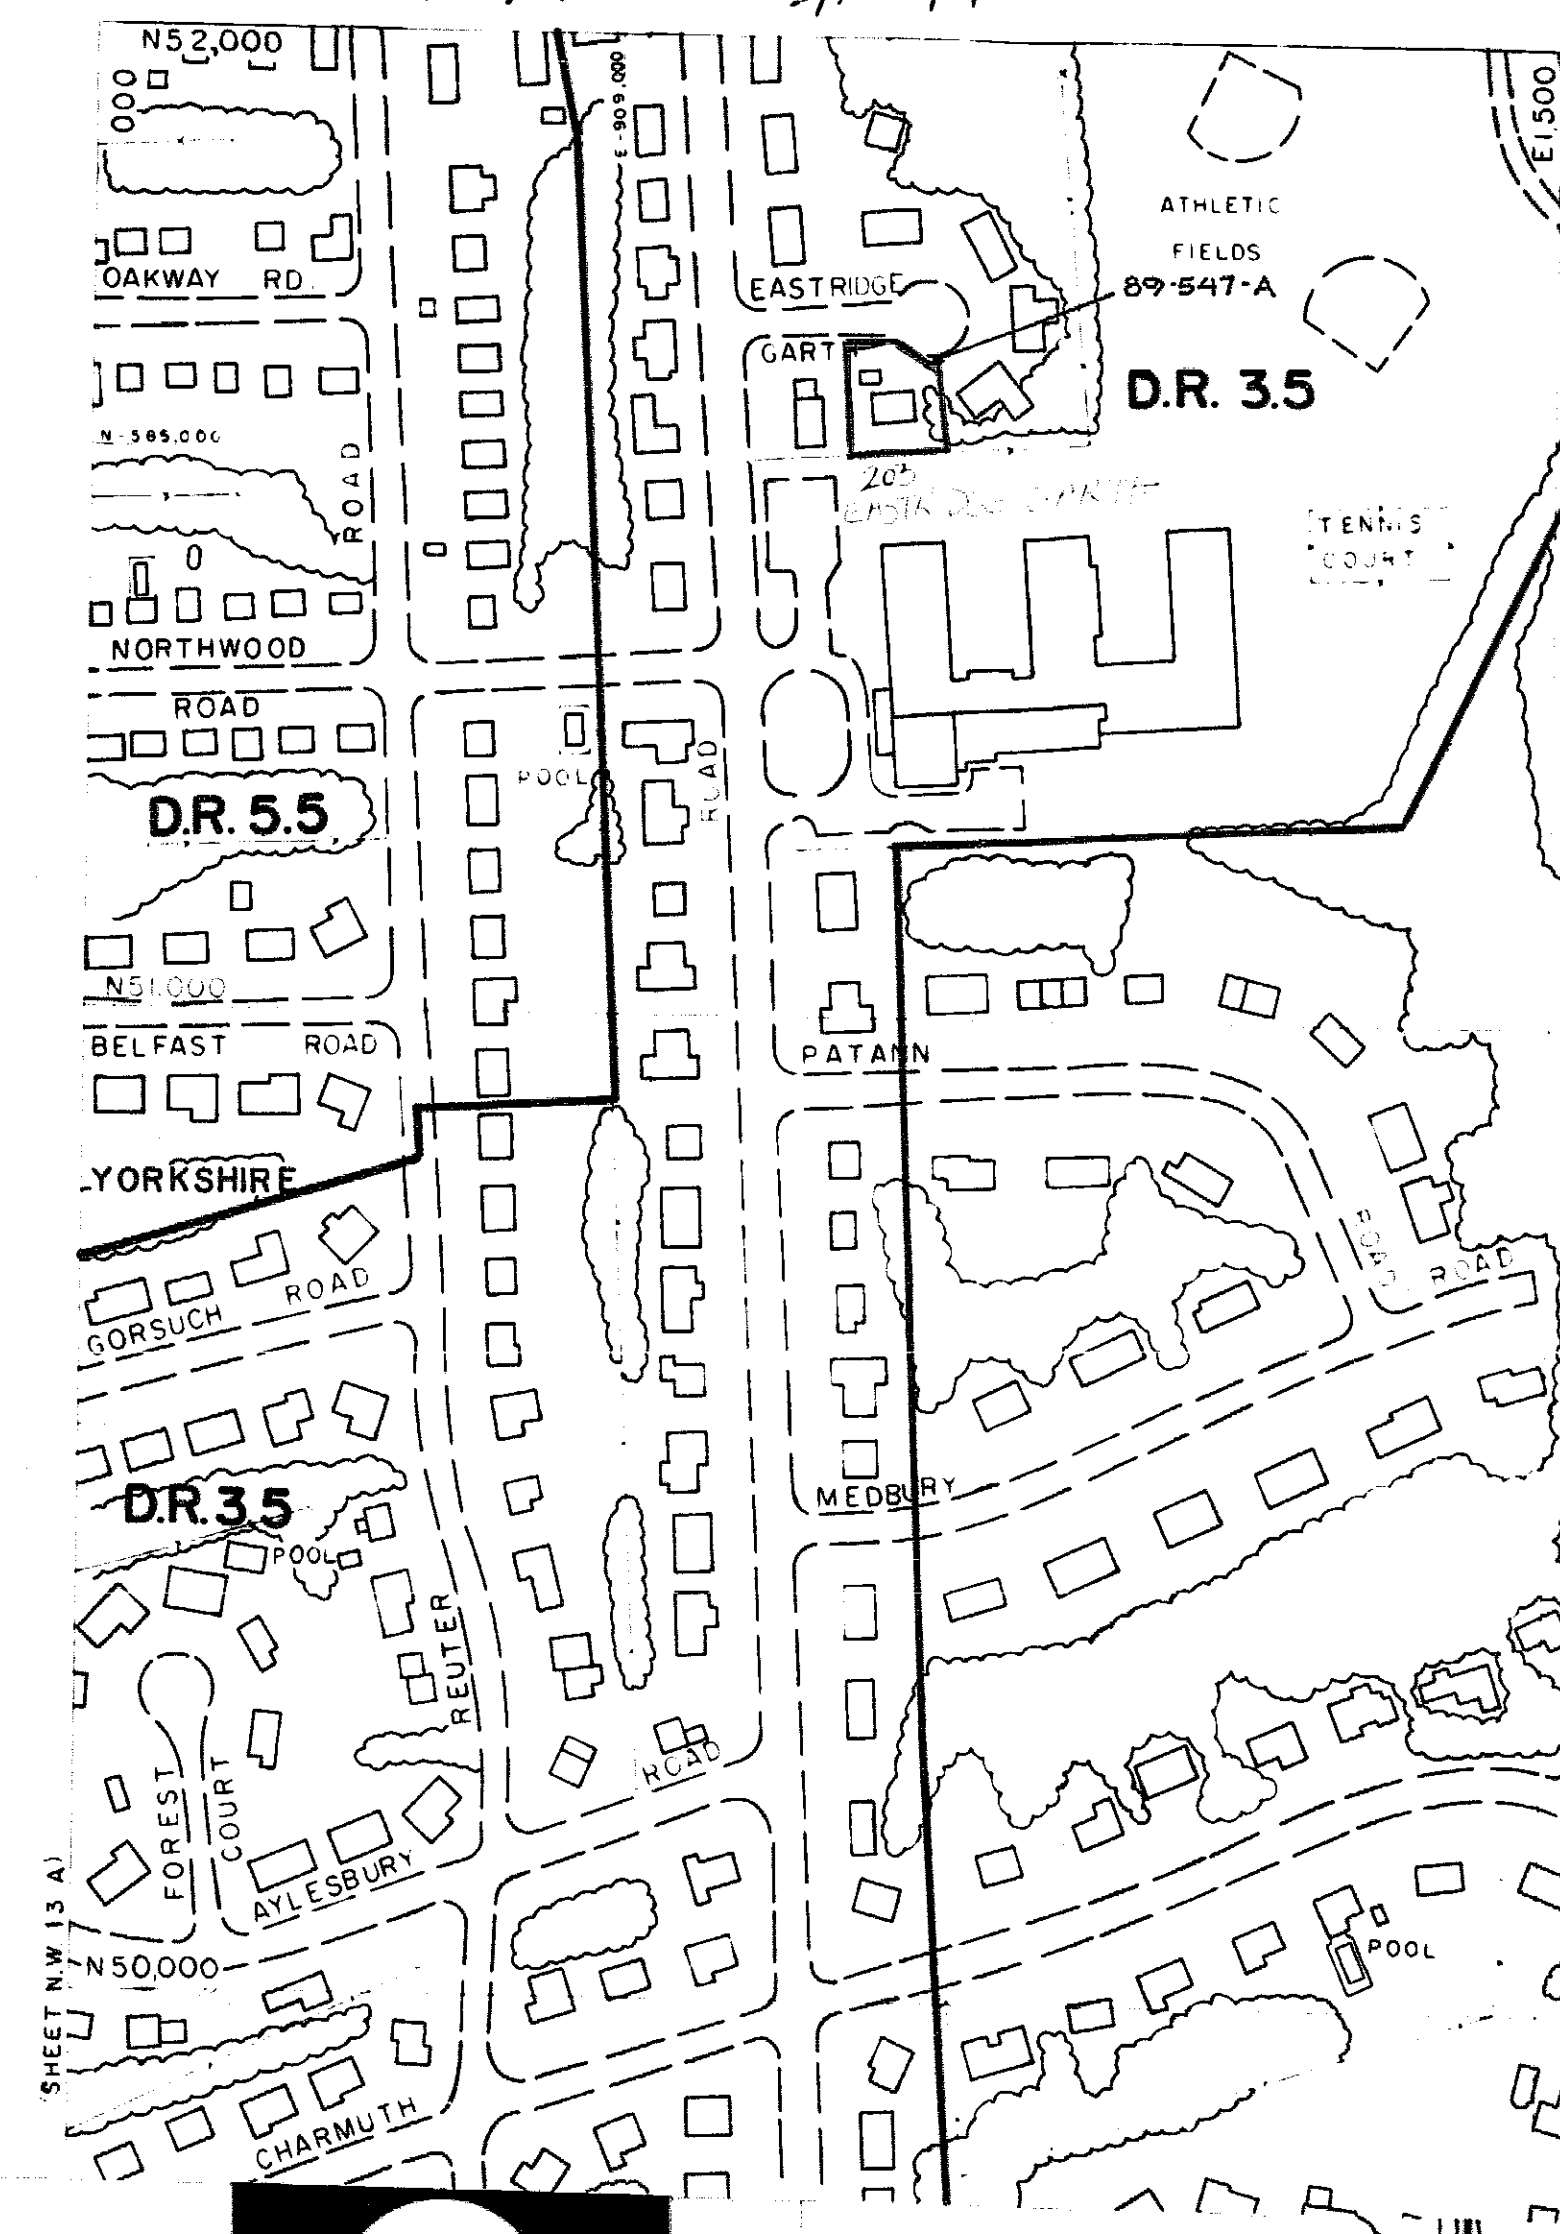 N52,000
000
E-909,000
E1,500
ATHLETIC
FIELDS
OAKWAY RD.
EASTRIDGE
89-547-A
GARTH
D.R. 3.5
N-585,000
ROAD
203
TENNIS
COURT
NORTHWOOD
ROAD
POOL
ROAD
D.R. 5.5
N51,000
BELFAST ROAD
PATANN
YORKSHIRE
ROAD
ROAD
GORSUCH ROAD
MEDBURY
D.R. 3.5
POOL
REUTER
ROAD
FOREST
COURT
AYLESBURY
SHEET N.W 13 A)
N50,000
POOL
CHARMUTH